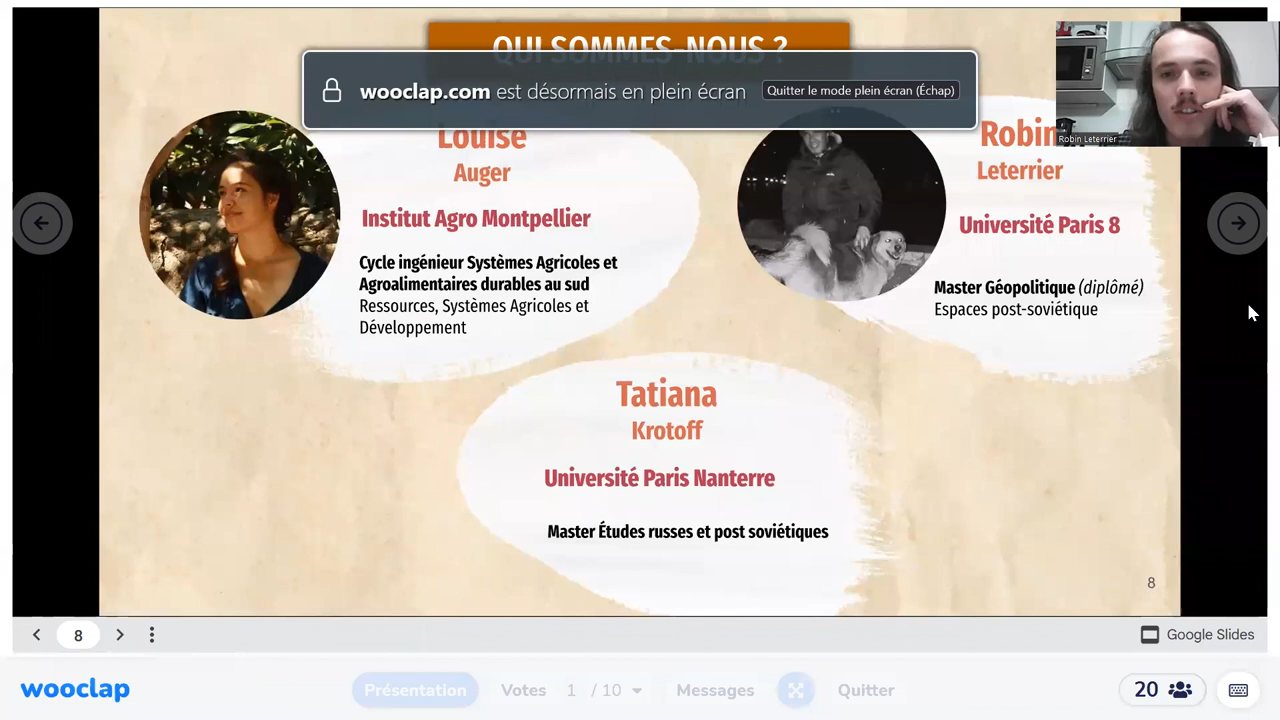 QUI SOMMES-NOUS ?
wooclap.com est désormais en plein écran
Quitter le mode plein écran (Échap)
Robin Leterrier
Louise
Auger
Institut Agro Montpellier
Cycle ingénieur Systèmes Agricoles et
Agroalimentaires durables au sud
Ressources, Systèmes Agricoles et
Développement
Robin
Leterrier
Université Paris 8
Master Géopolitique (diplômé)
Espaces post-soviétique
Tatiana
Krotoff
Université Paris Nanterre
Master Études russes et post soviétiques
8
8
Google Slides
wooclap
Présentation
Votes
1 / 10
Messages
Quitter
20